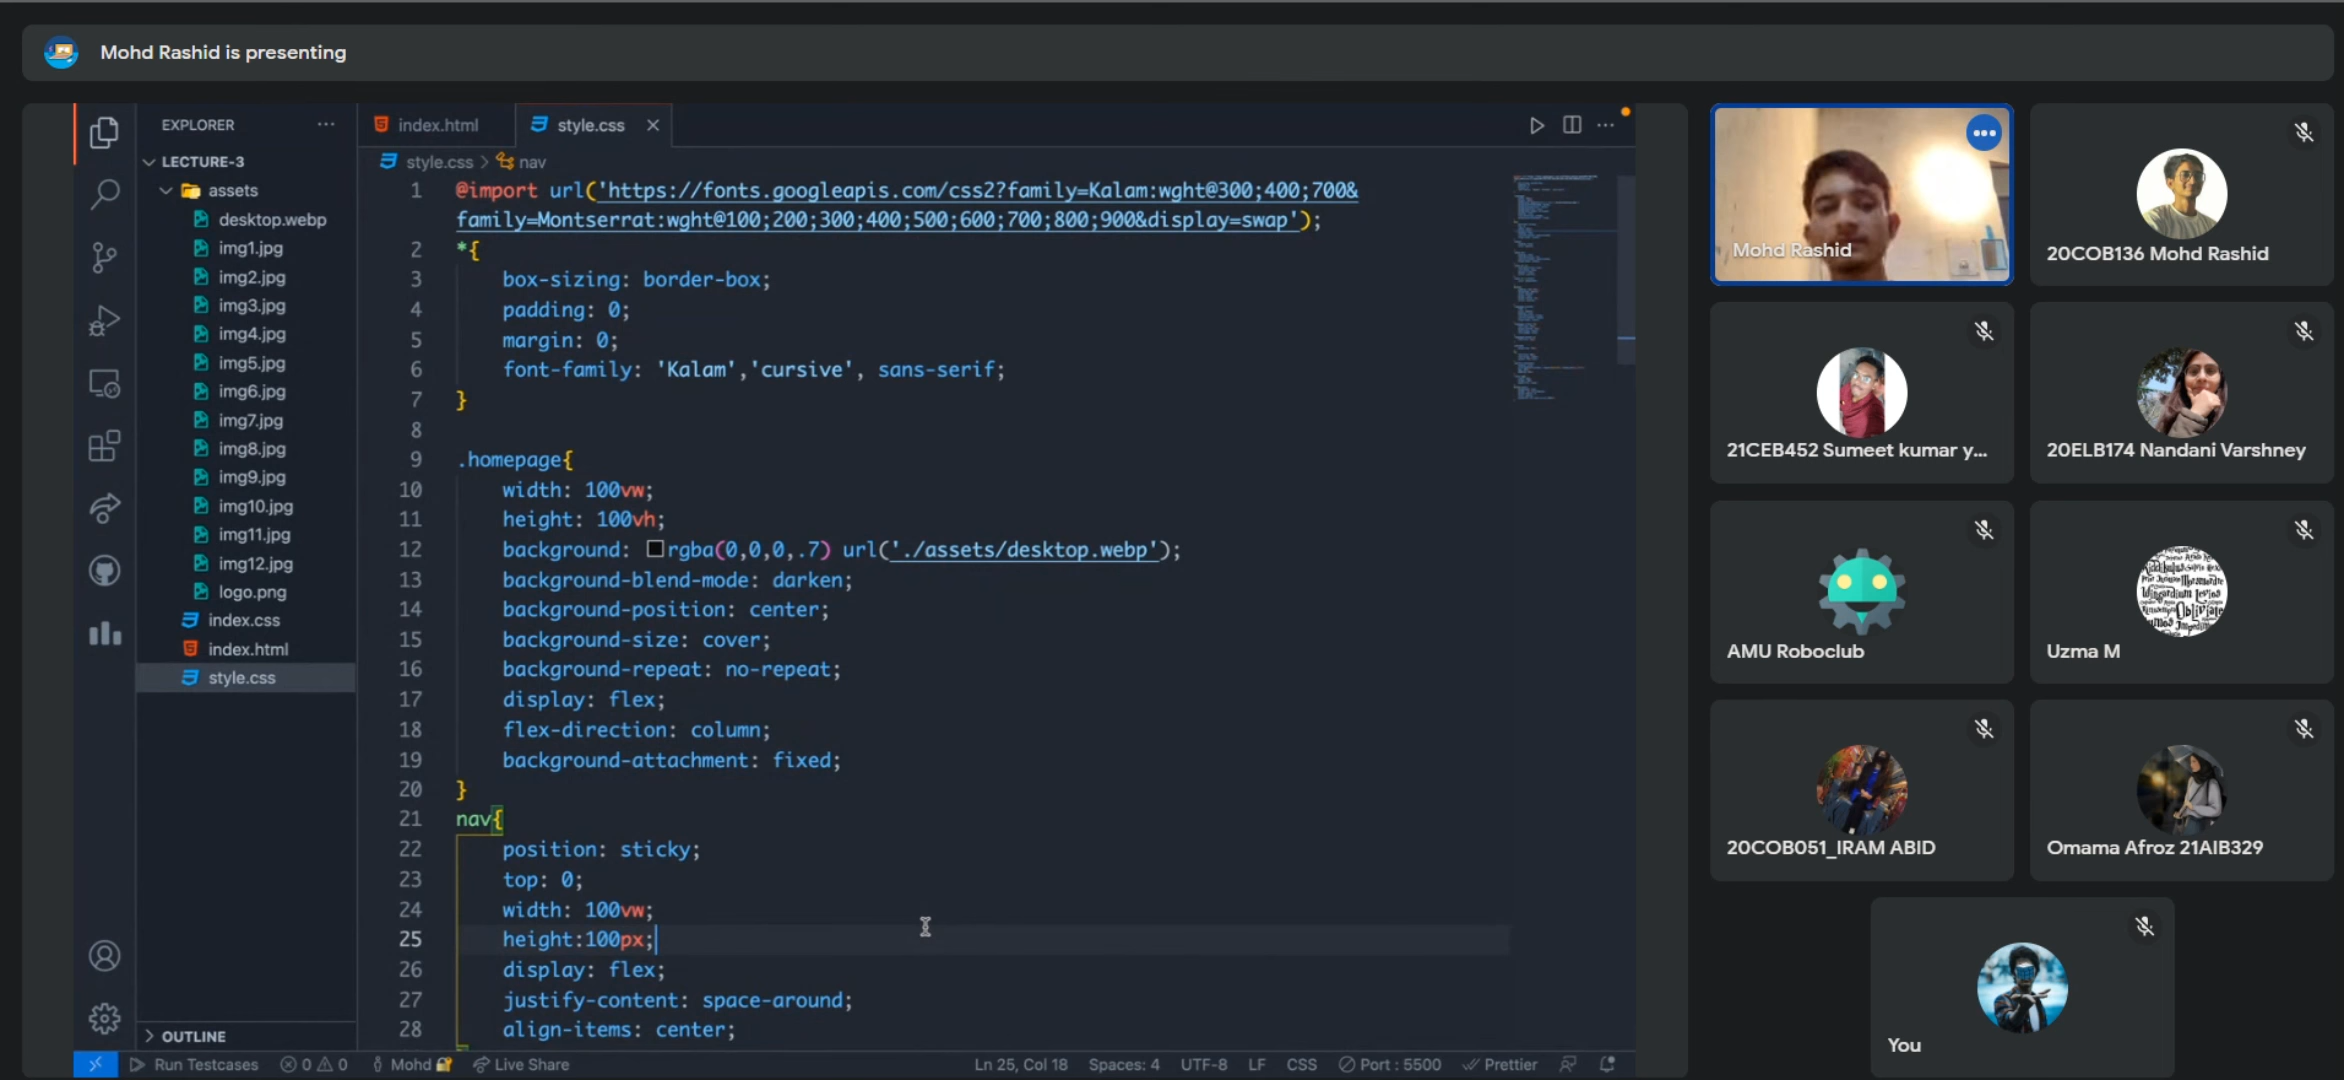 Mohd Rashid is presenting
EXPLORER
LECTURE-3
assets
desktop.webp
img1.jpg
img2.jpg
img3.jpg
img4.jpg
img5.jpg
img6.jpg
img7.jpg
img8.jpg
img9.jpg
img10.jpg
img11.jpg
img12.jpg
logo.png
index.css
index.html
style.css
OUTLINE
index.html
style.css
style.css > nav
1 @import url('https://fonts.googleapis.com/css2?family=Kalam:wght@300;400;700&
family=Montserrat:wght@100;200;300;400;500;600;700;800;900&display=swap');
2 *{
3 box-sizing: border-box;
4 padding: 0;
5 margin: 0;
6 font-family: 'Kalam','cursive', sans-serif;
7 }
8
9 .homepage{
10 width: 100vw;
11 height: 100vh;
12 background: rgba(0,0,0,.7) url('./assets/desktop.webp');
13 background-blend-mode: darken;
14 background-position: center;
15 background-size: cover;
16 background-repeat: no-repeat;
17 display: flex;
18 flex-direction: column;
19 background-attachment: fixed;
20 }
21 nav{
22 position: sticky;
23 top: 0;
24 width: 100vw;
25 height:100px;
26 display: flex;
27 justify-content: space-around;
28 align-items: center;
Run Testcases 0 0 Mohd Live Share Ln 25, Col 18 Spaces: 4 UTF-8 LF CSS Port : 5500 Prettier
Mohd Rashid
20COB136 Mohd Rashid
21CEB452 Sumeet kumar y...
20ELB174 Nandani Varshney
AMU Roboclub
Uzma M
20COB051_IRAM ABID
Omama Afroz 21AIB329
You